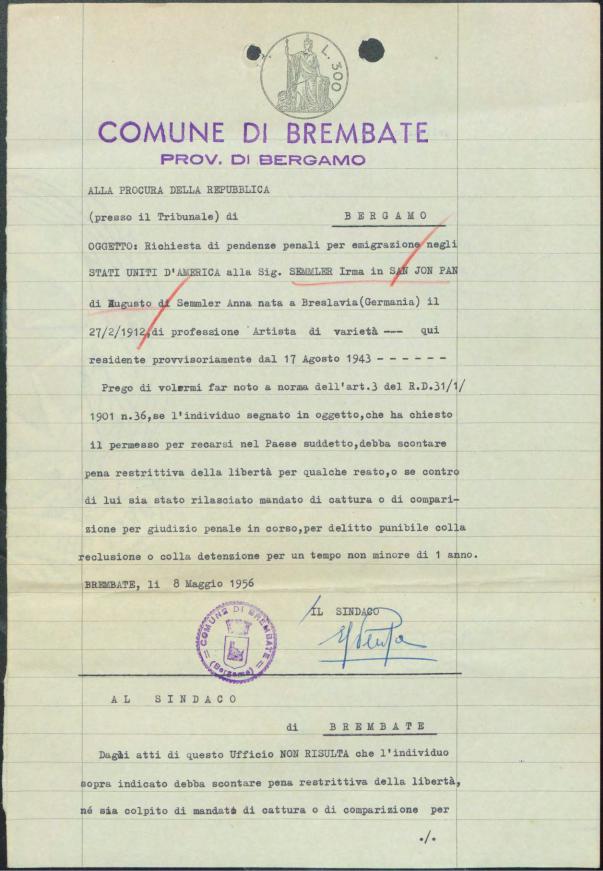 L. 300
COMUNE DI BREMBATE
PROV. DI BERGAMO
ALLA PROCURA DELLA REPUBBLICA
(presso il Tribunale) di B E R G A M O
OGGETTO: Richiesta di pendenze penali per emigrazione negli
STATI UNITI D'AMERICA alla Sig. SEMMLER Irma in SAN JON PAN
di Augusto di Semmler Anna nata a Breslavia(Germania) il
27/2/1912,di professione Artista di varietà --- qui
residente provvisoriamente dal 17 Agosto 1943 - - - - - -
Prego di volermi far noto a norma dell'art.3 del R.D.31/1/
1901 n.36,se l'individuo segnato in oggetto,che ha chiesto
il permesso per recarsi nel Paese suddetto,debba scontare
pena restrittiva della libertà per qualche reato,o se contro
di lui sia stato rilasciato mandato di cattura o di compari-
zione per giudizio penale in corso,per delitto punibile colla
reclusione o colla detenzione per un tempo non minore di 1 anno.
BREMBATE, li 8 Maggio 1956
IL SINDACO
= COMUNE DI BREMBATE =
(Bergamo)
A L S I N D A C O
di B R E M B A T E
Dagli atti di questo Ufficio NON RISULTA che l'individuo
sopra indicato debba scontare pena restrittiva della libertà,
né sia colpito di mandato di cattura o di comparizione per
./.